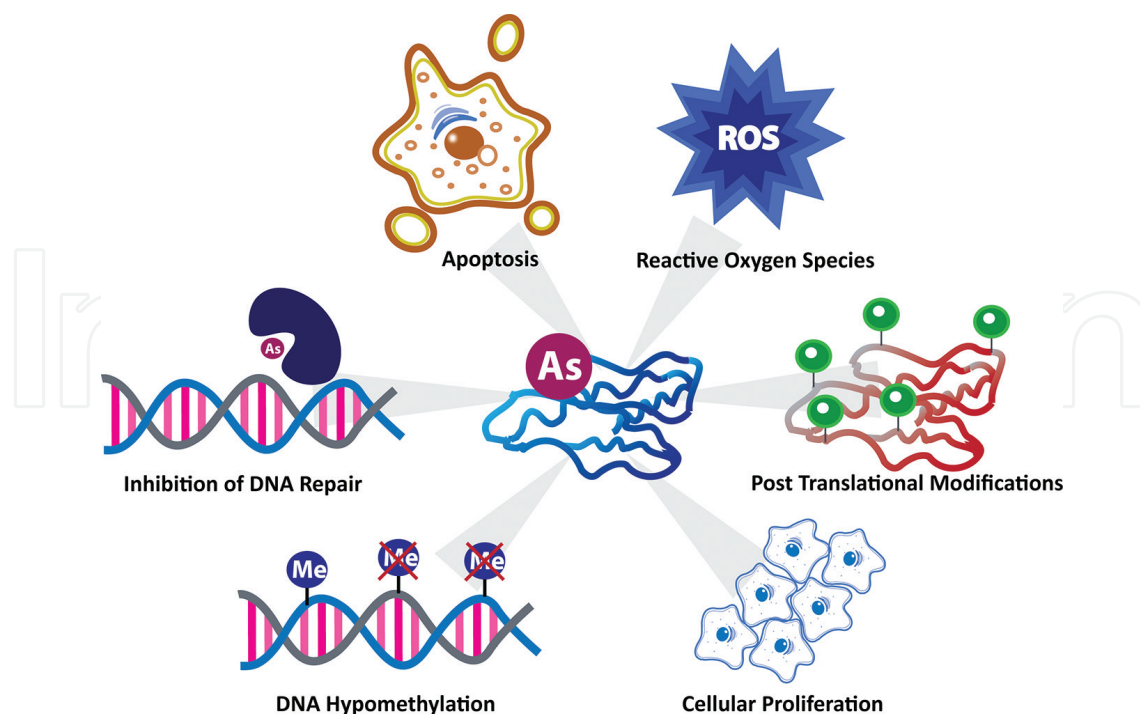 ROS
Apoptosis
Reactive Oxygen Species
As
As
Inhibition of DNA Repair
Post Translational Modifications
Me
Me
Me
DNA Hypomethylation
Cellular Proliferation